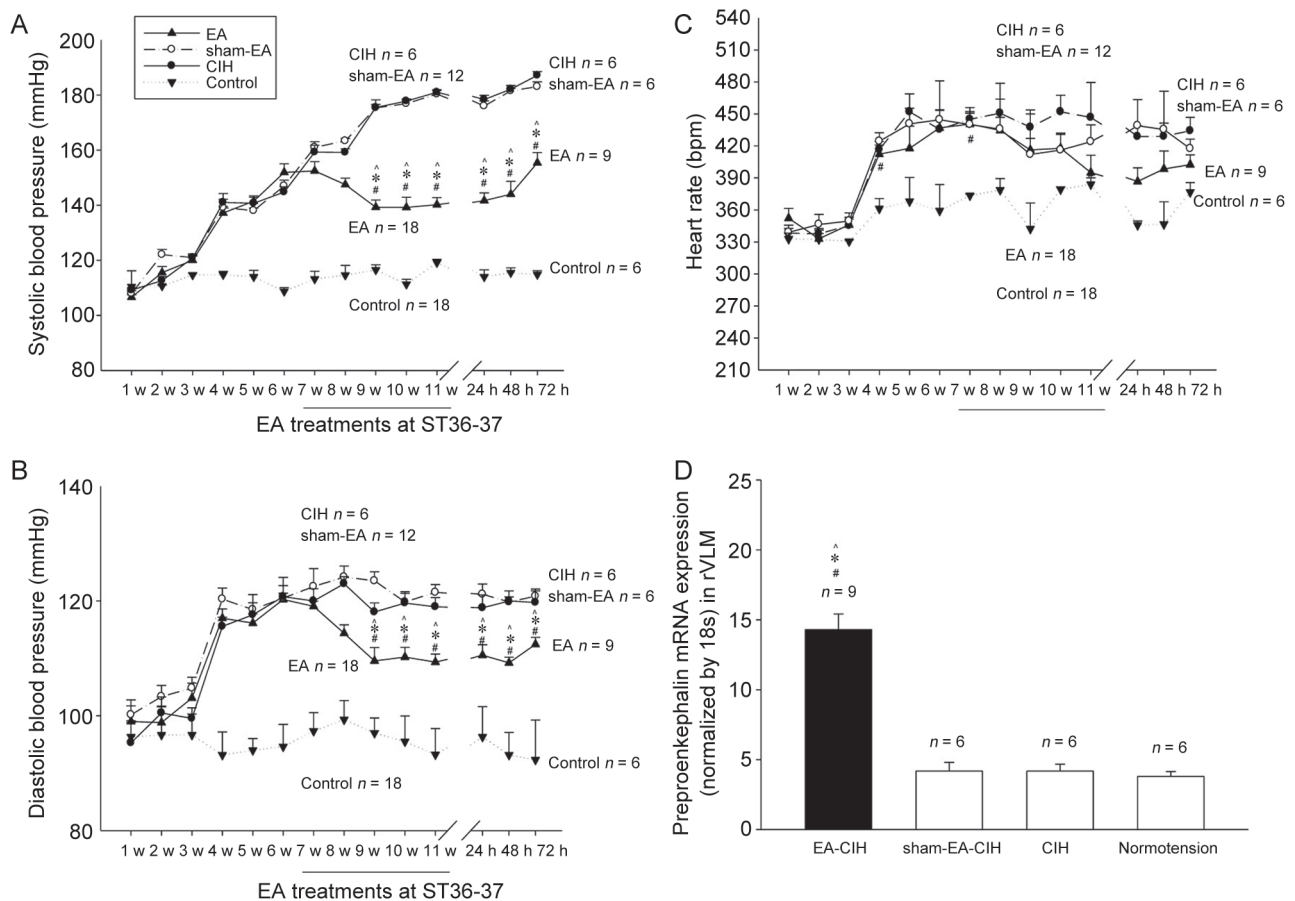 A
EA
sham-EA
CIH
Control
Systolic blood pressure (mmHg)
200
180
160
140
120
100
80
CIH n = 6
sham-EA n = 12
CIH n = 6
sham-EA n = 6
^
*
#
^
*
#
^
*
#
^
*
#
^
*
#
^
*
#
EA n = 9
EA n = 18
Control n = 6
Control n = 18
1 w 2 w 3 w 4 w 5 w 6 w 7 w 8 w 9 w 10 w 11 w 24 h 48 h 72 h
EA treatments at ST36-37
B
Diastolic blood pressure (mmHg)
140
120
100
80
CIH n = 6
sham-EA n = 12
CIH n = 6
sham-EA n = 6
^
*
#
^
*
#
^
*
#
^
*
#
^
*
#
^
*
#
EA n = 9
EA n = 18
Control n = 6
Control n = 18
1 w 2 w 3 w 4 w 5 w 6 w 7 w 8 w 9 w 10 w 11 w 24 h 48 h 72 h
EA treatments at ST36-37
C
Heart rate (bpm)
540
510
480
450
420
390
360
330
300
270
240
210
CIH n = 6
sham-EA n = 12
CIH n = 6
sham-EA n = 6
#
#
EA n = 9
Control n = 6
EA n = 18
Control n = 18
1 w 2 w 3 w 4 w 5 w 6 w 7 w 8 w 9 w 10 w 11 w 24 h 48 h 72 h
D
Preproenkephalin mRNA expression
(normalized by 18s) in rVLM
25
20
15
10
5
0
^
*
#
n = 9
n = 6
n = 6
n = 6
EA-CIH
sham-EA-CIH
CIH
Normotension